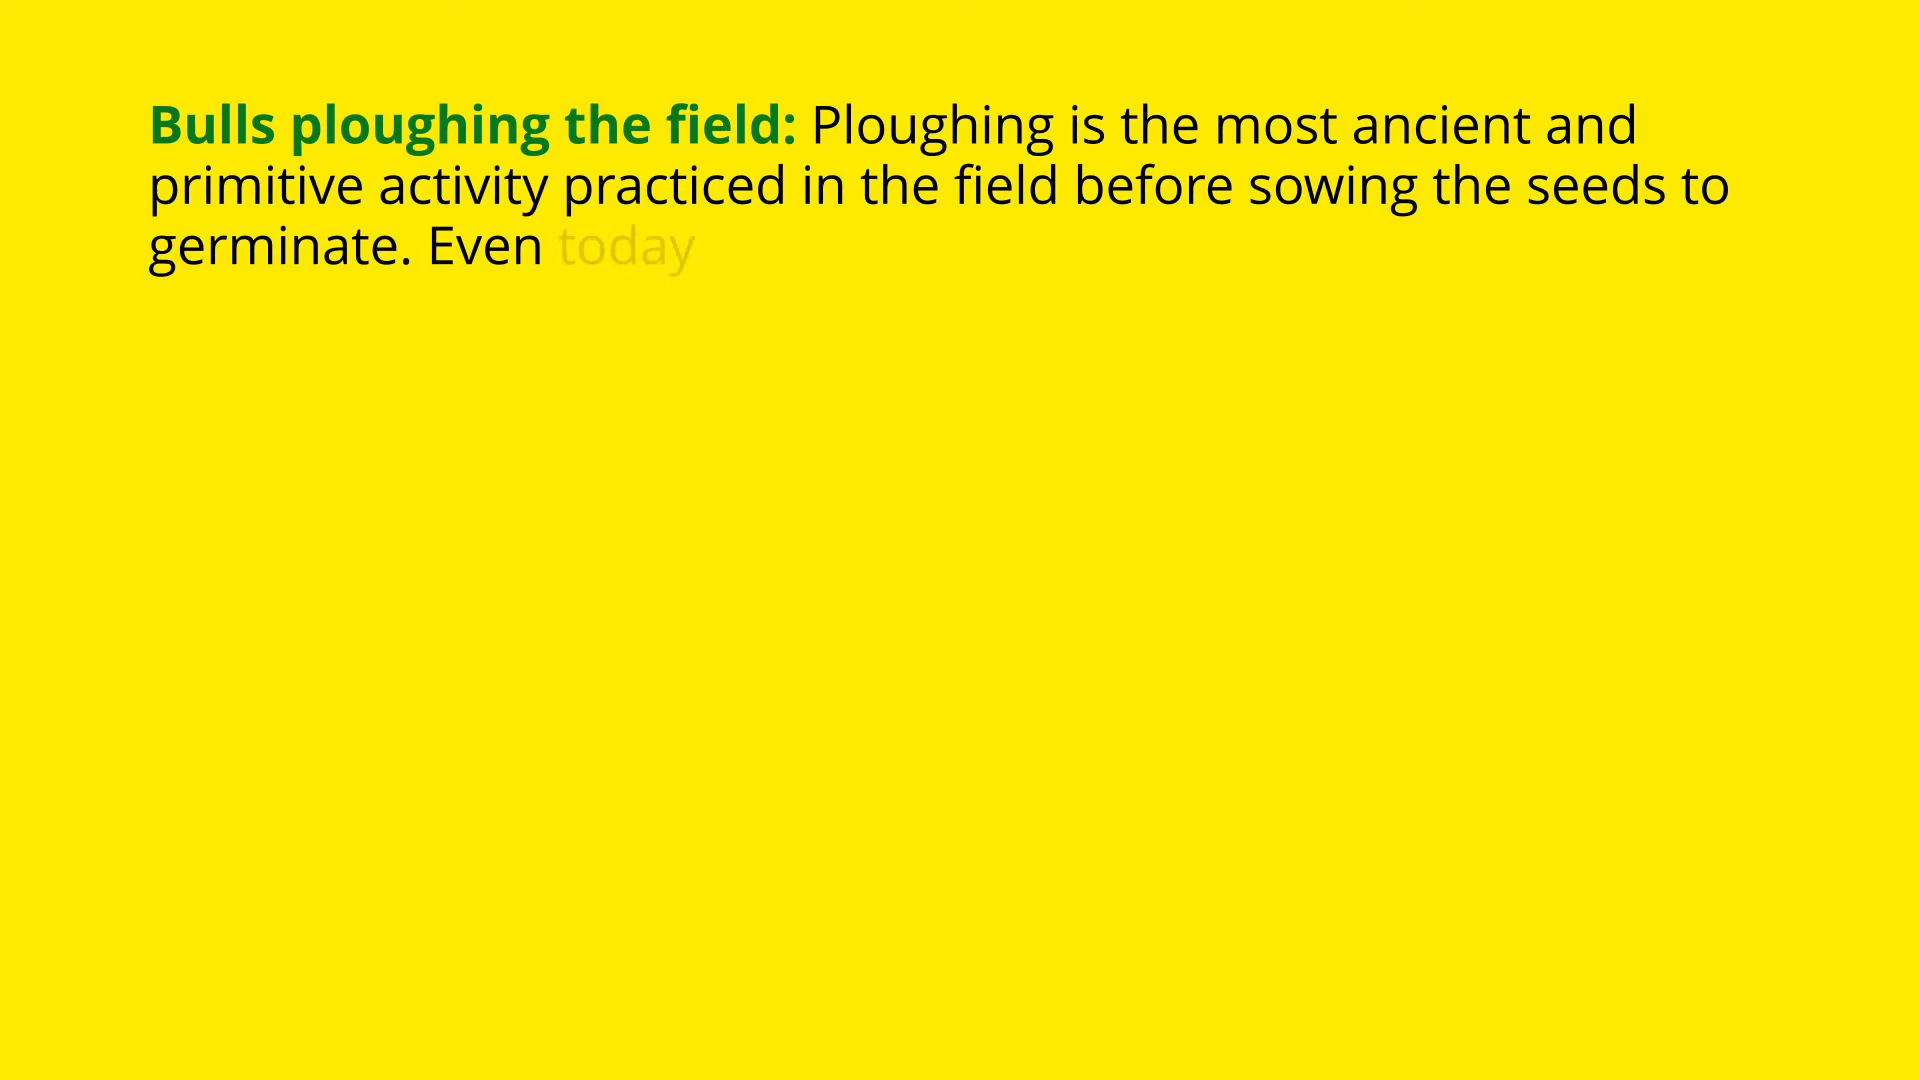 Bulls ploughing the field: Ploughing is the most ancient and
primitive activity practiced in the field before sowing the seeds to
germinate. Even today